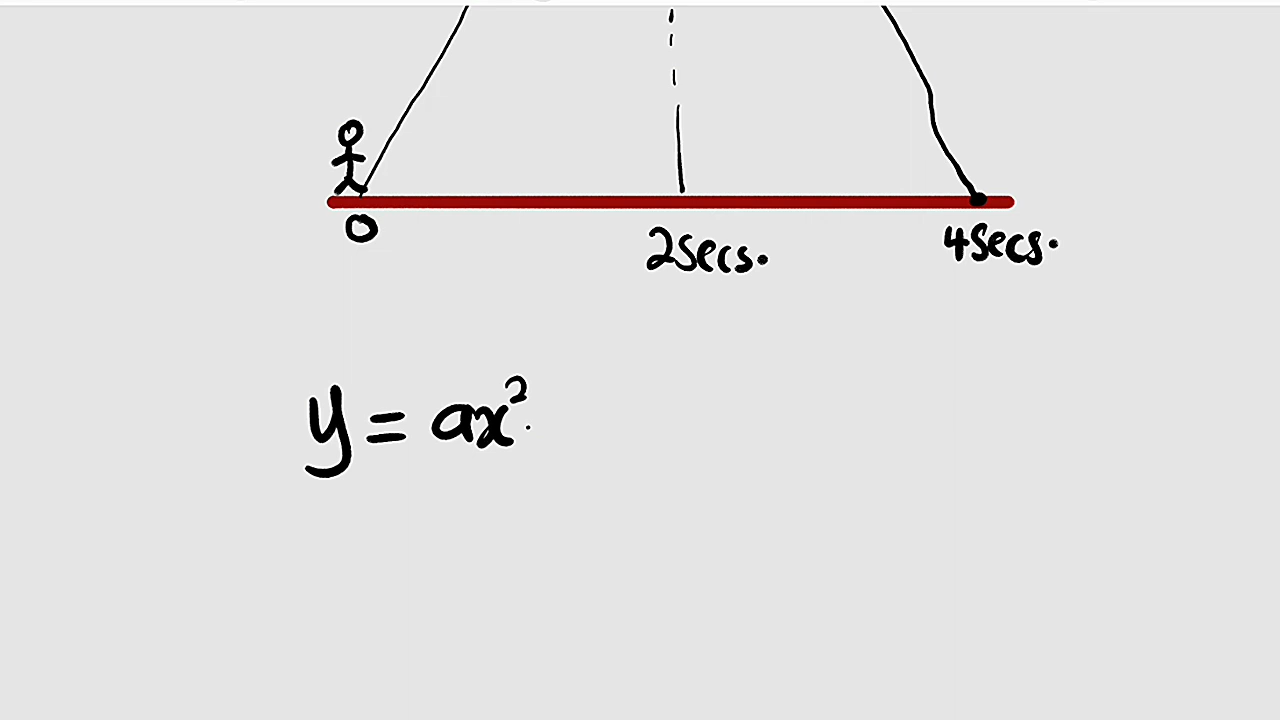 0 2secs. 4secs.
y = ax²